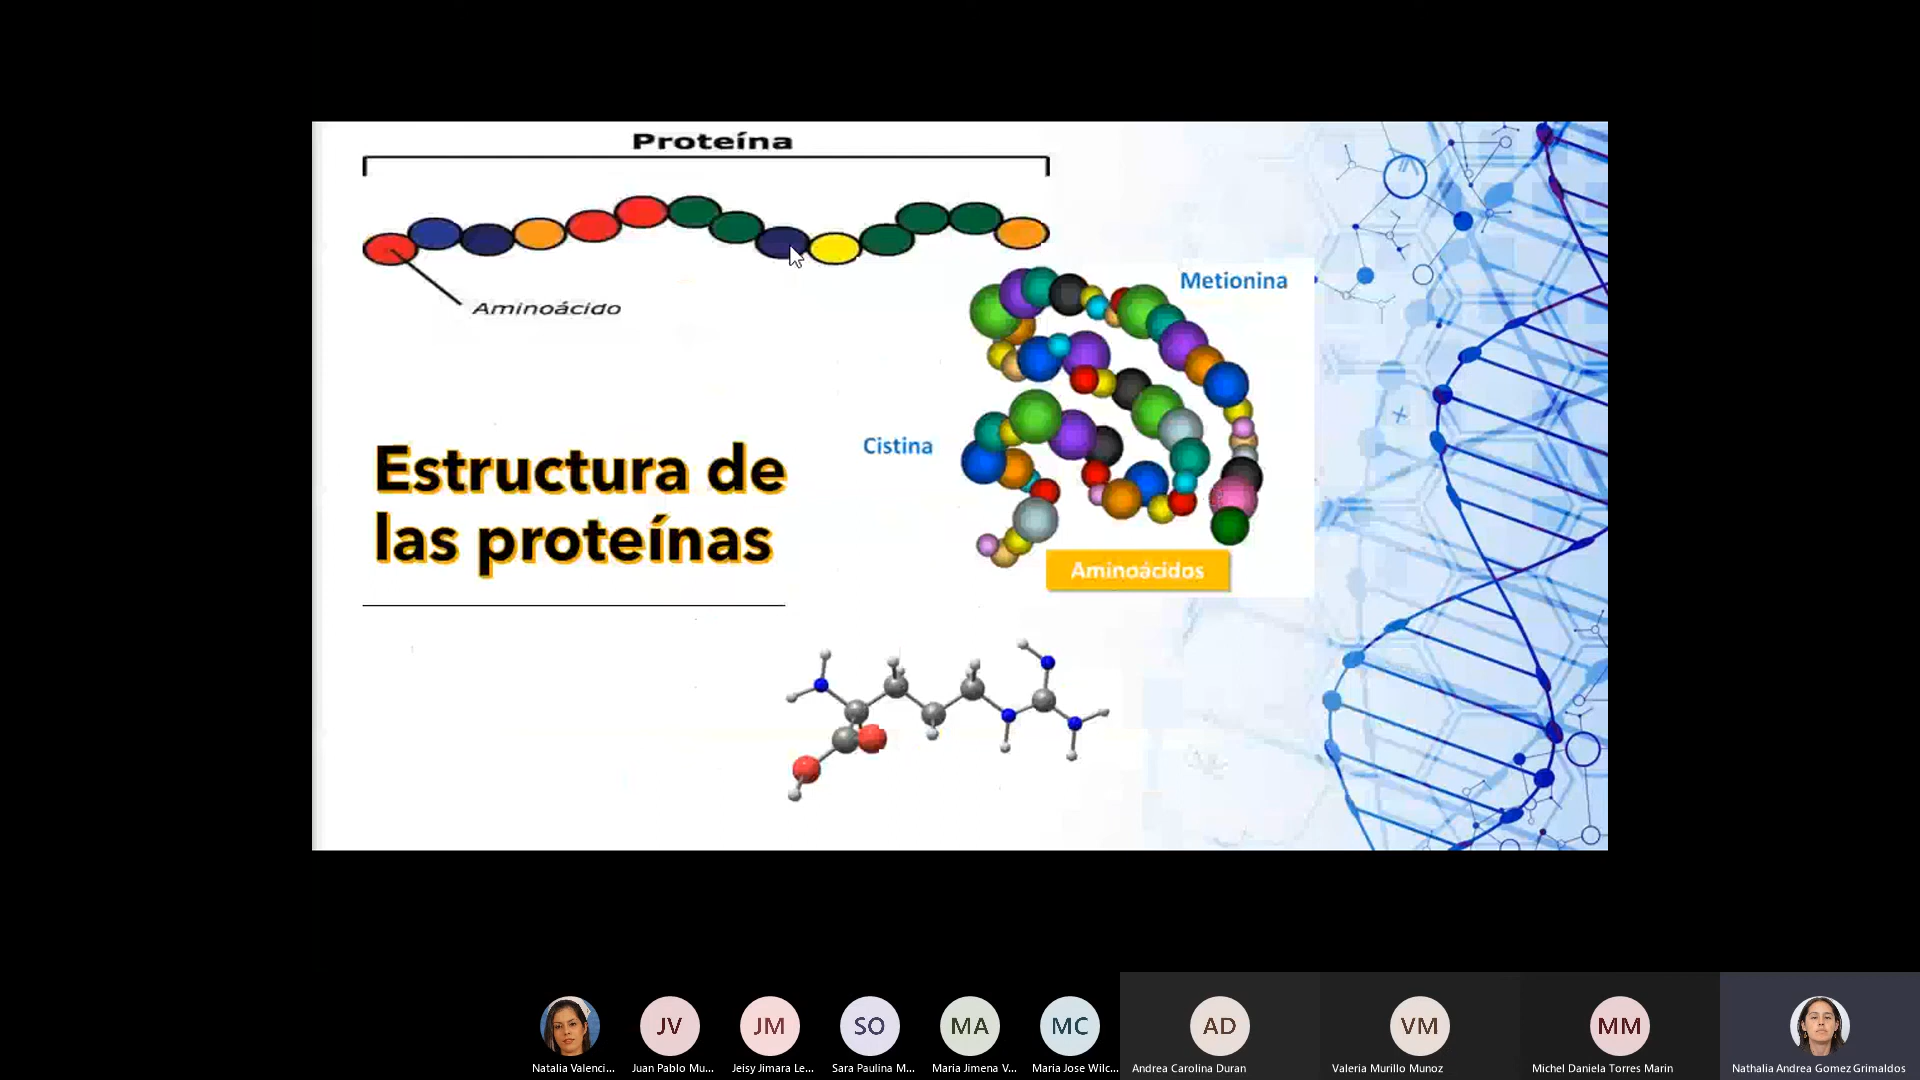 Proteína
Aminoácido
Metionina
Cistina
Estructura de
las proteínas
Aminoácidos
JV
JM
SO
MA
MC
AD
VM
MM
Natalia Valenci...
Juan Pablo Mu...
Jeisy Jimara Le...
Sara Paulina M...
Maria Jimena V...
Maria Jose Wilc...
Andrea Carolina Duran
Valeria Murillo Munoz
Michel Daniela Torres Marin
Nathalia Andrea Gomez Grimaldos